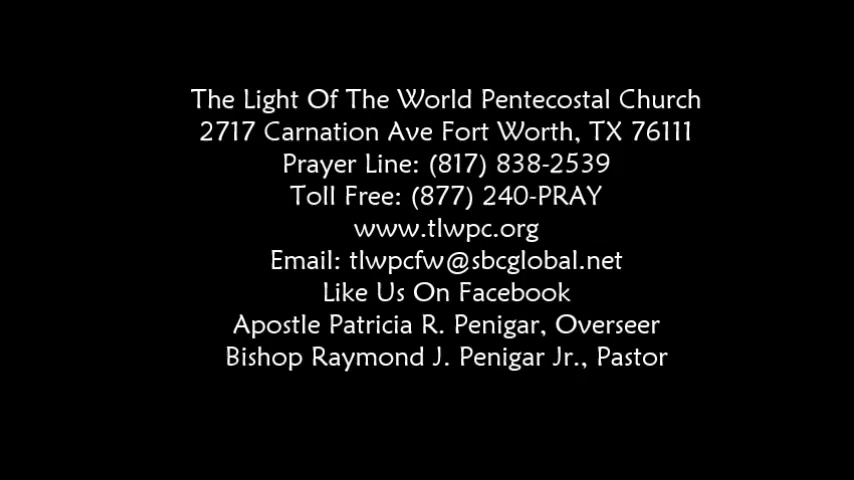 The Light Of The World Pentecostal Church
2717 Carnation Ave Fort Worth, TX 76111
Prayer Line: (817) 838-2539
Toll Free: (877) 240-PRAY
www.tlwpc.org
Email: tlwpcfw@sbcglobal.net
Like Us On Facebook
Apostle Patricia R. Penigar, Overseer
Bishop Raymond J. Penigar Jr., Pastor